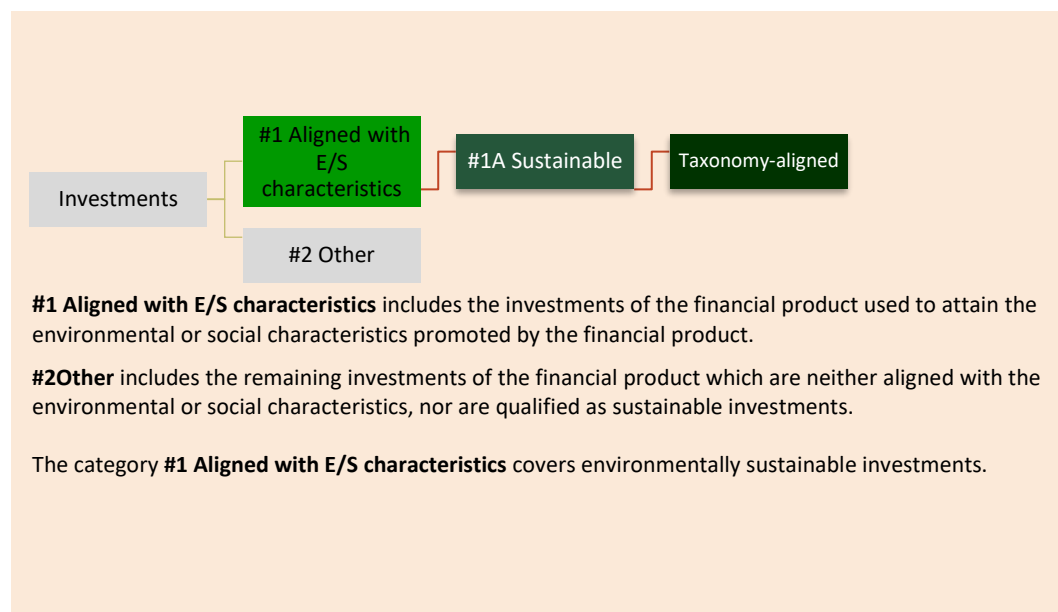 #1 Aligned with
E/S
characteristics
#1A Sustainable
Taxonomy-aligned
Investments
#2 Other
#1 Aligned with E/S characteristics includes the investments of the financial product used to attain the
environmental or social characteristics promoted by the financial product.
#2Other includes the remaining investments of the financial product which are neither aligned with the
environmental or social characteristics, nor are qualified as sustainable investments.
The category #1 Aligned with E/S characteristics covers environmentally sustainable investments.